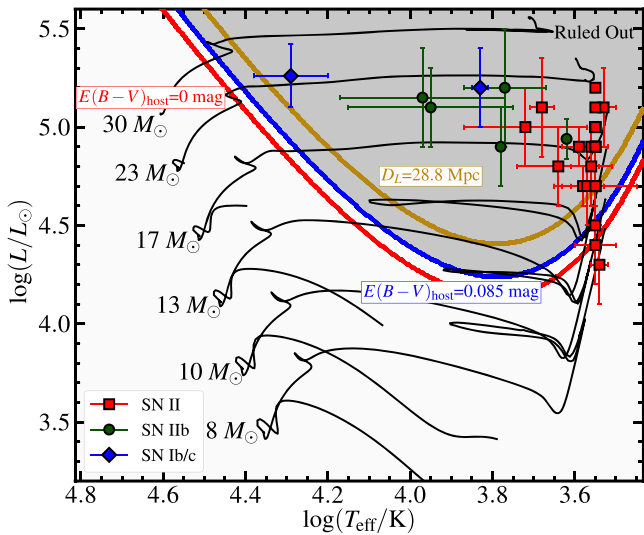 5.5
5.0
4.5
4.0
3.5
log(L/L⊙)
Ruled Out
E(B−V)host=0 mag
30 M⊙
23 M⊙
D_L=28.8 Mpc
17 M⊙
E(B−V)host=0.085 mag
13 M⊙
10 M⊙
8 M⊙
SN II
SN IIb
SN Ib/c
4.8 4.6 4.4 4.2 4.0 3.8 3.6
log(Teff/K)